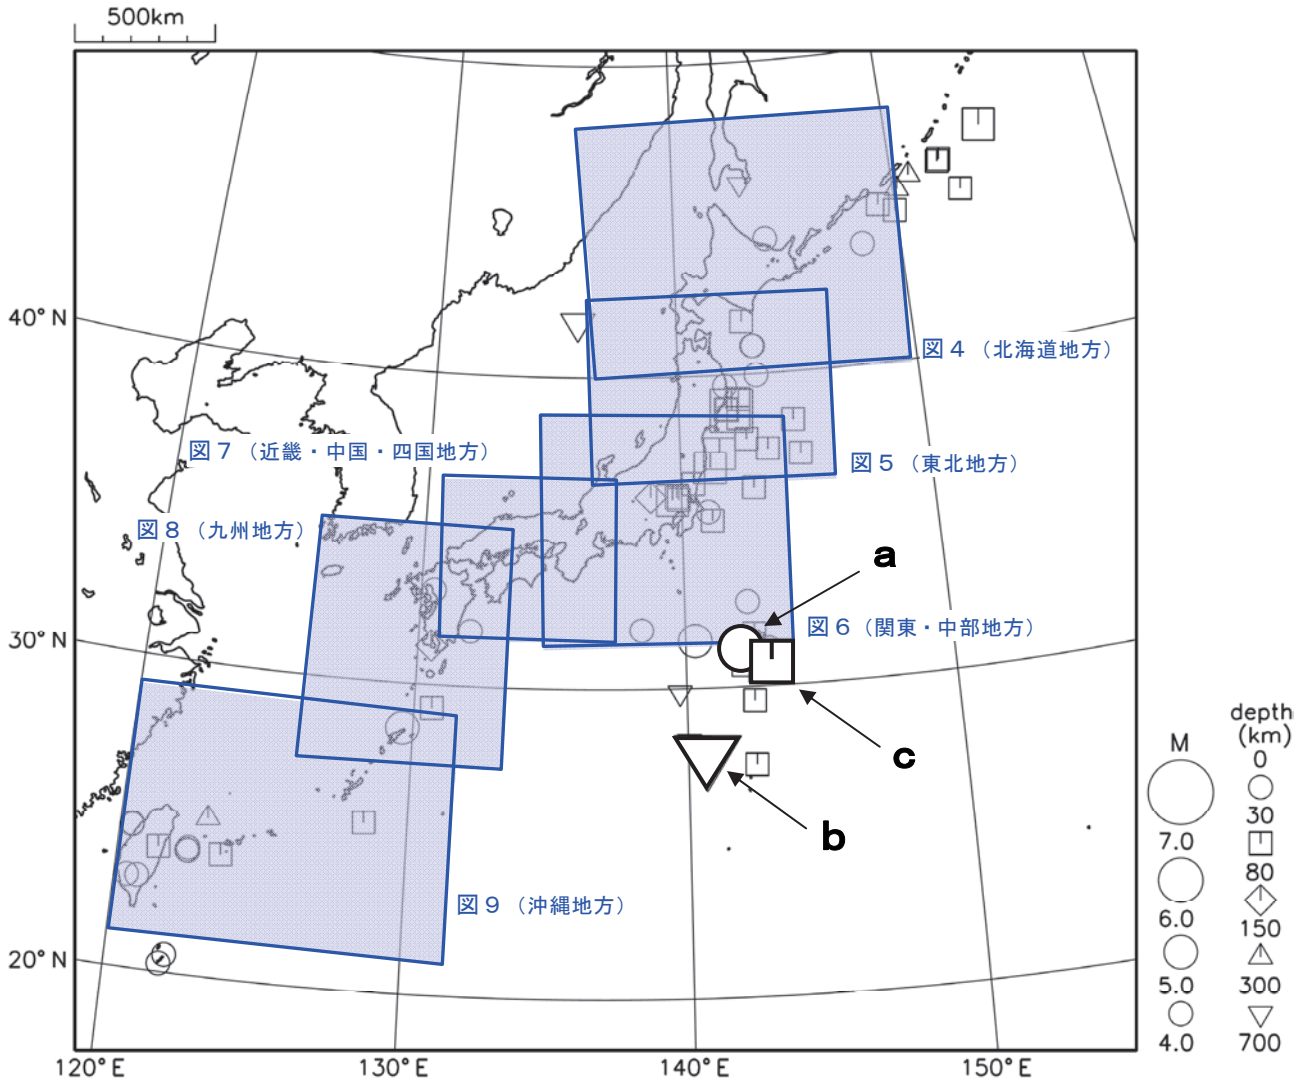 500km
40°N
30°N
20°N
120°E
130°E
140°E
150°E
図4（北海道地方）
図5（東北地方）
図7（近畿・中国・四国地方）
図8（九州地方）
図6（関東・中部地方）
図9（沖縄地方）
a
b
c
M
7.0
6.0
5.0
4.0
depth
(km)
0
30
80
150
300
700